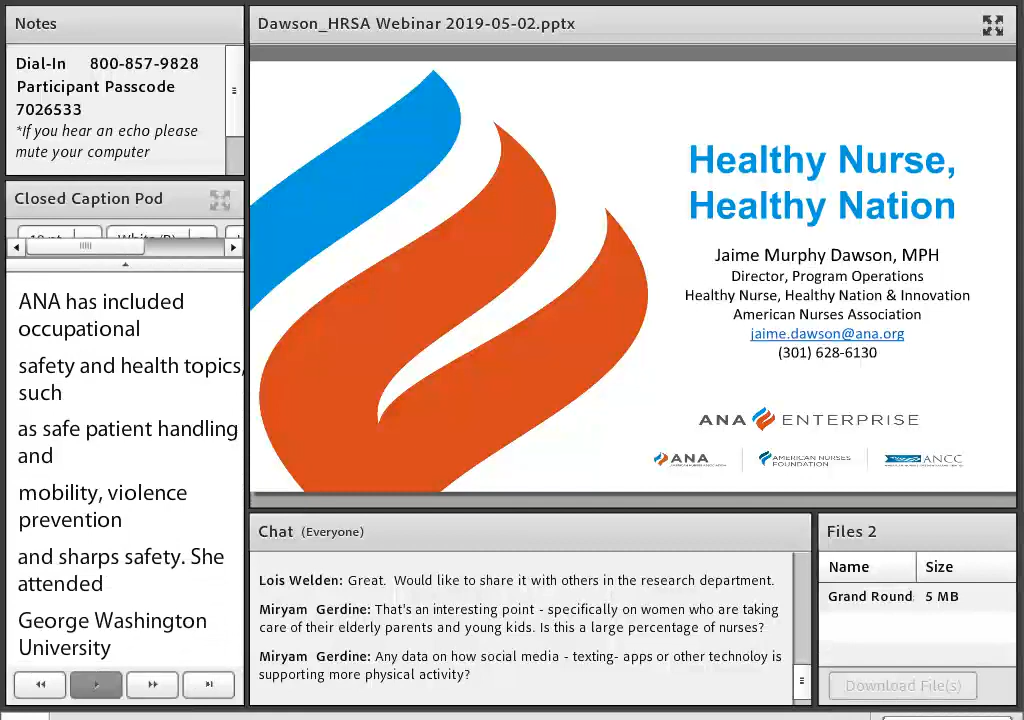 Notes
Dial-In 800-857-9828
Participant Passcode
7026533
*If you hear an echo please
mute your computer
Closed Caption Pod
ANA has included
occupational
safety and health topics,
such
as safe patient handling
and
mobility, violence
prevention
and sharps safety. She
attended
George Washington
University
Dawson_HRSA Webinar 2019-05-02.pptx
Healthy Nurse,
Healthy Nation
Jaime Murphy Dawson, MPH
Director, Program Operations
Healthy Nurse, Healthy Nation & Innovation
American Nurses Association
jaime.dawson@ana.org
(301) 628-6130
ANA ENTERPRISE
ANA
AMERICAN NURSES
FOUNDATION
ANCC
Chat (Everyone)
Lois Welden: Great. Would like to share it with others in the research department.
Miryam Gerdine: That's an interesting point - specifically on women who are taking
care of their elderly parents and young kids. Is this a large percentage of nurses?
Miryam Gerdine: Any data on how social media - texting- apps or other technoloy is
supporting more physical activity?
Files 2
Name Size
Grand Round 5 MB
Download File(s)